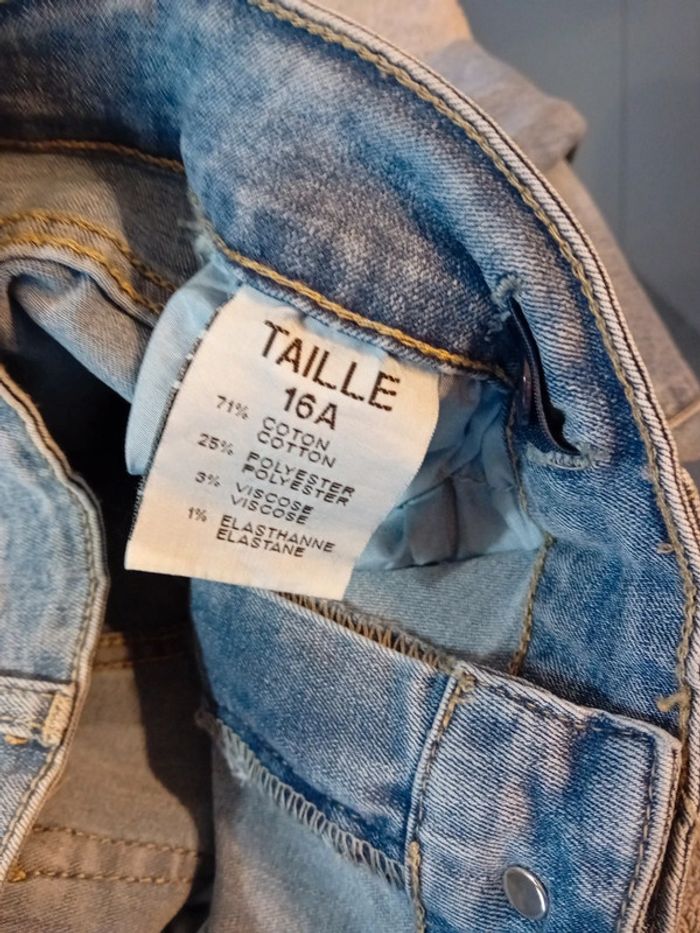 TAILLE
16A
71% COTON
COTTON
25% POLYESTER
POLYESTER
3% VISCOSE
VISCOSE
1% ELASTHANNE
ELASTANE